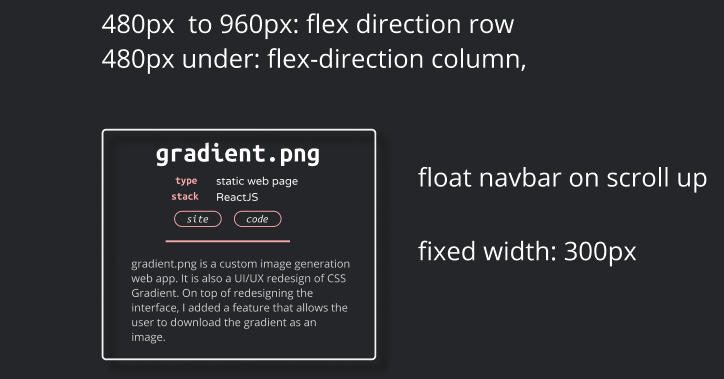 480px  to 960px: flex direction row
480px under: flex-direction column,
gradient.png
type static web page
stack ReactJS
site code
gradient.png is a custom image generation
web app. It is also a UI/UX redesign of CSS
Gradient. On top of redesigning the
interface, I added a feature that allows the
user to download the gradient as an
image.
float navbar on scroll up
fixed width: 300px